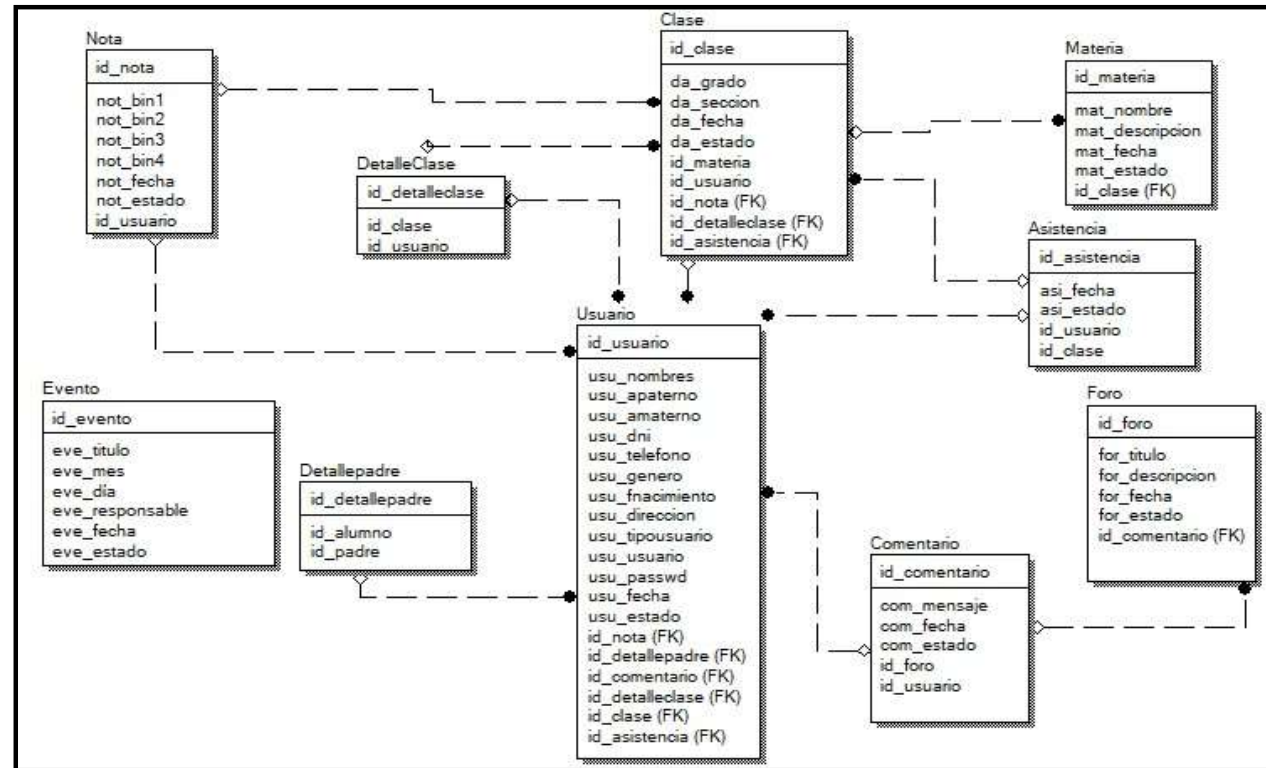 Nota
id_nota
not_bin1
not_bin2
not_bin3
not_bin4
not_fecha
not_estado
id_usuario
Clase
id_clase
da_grado
da_seccion
da_fecha
da_estado
id_materia
id_usuario
id_nota (FK)
id_detalleclase (FK)
id_asistencia (FK)
Materia
id_materia
mat_nombre
mat_descripcion
mat_fecha
mat_estado
id_clase (FK)
DetalleClase
id_detalleclase
id_clase
id_usuario
Asistencia
id_asistencia
asi_fecha
asi_estado
id_usuario
id_clase
Usuario
id_usuario
usu_nombres
usu_apaterno
usu_amaterno
usu_dni
usu_telefono
usu_genero
usu_fnacimiento
usu_direccion
usu_tipousuario
usu_usuario
usu_passwd
usu_fecha
usu_estado
id_nota (FK)
id_detallepadre (FK)
id_comentario (FK)
id_detalleclase (FK)
id_clase (FK)
id_asistencia (FK)
Evento
id_evento
eve_titulo
eve_mes
eve_día
eve_responsable
eve_fecha
eve_estado
Detallepadre
id_detallepadre
id_alumno
id_padre
Foro
id_foro
for_titulo
for_descripcion
for_fecha
for_estado
id_comentario (FK)
Comentario
id_comentario
com_mensaje
com_fecha
com_estado
id_foro
id_usuario